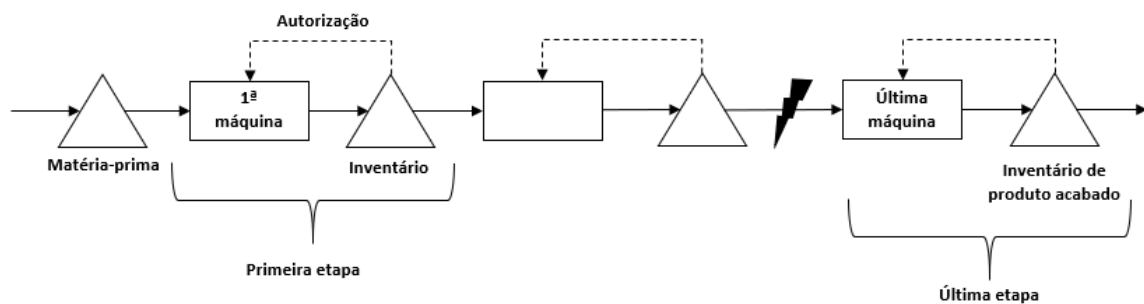 Autorização
1ª
máquina
Última
máquina
Matéria-prima
Inventário
Inventário de
produto acabado
Primeira etapa
Última etapa